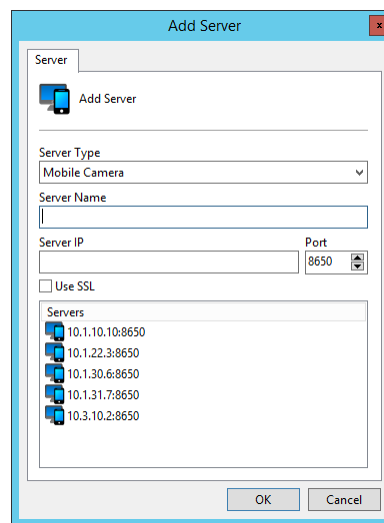 Add Server
x
Server
Add Server
Server Type
Mobile Camera
Server Name
Server IP
Port
8650
Use SSL
Servers
10.1.10.10:8650
10.1.22.3:8650
10.1.30.6:8650
10.1.31.7:8650
10.3.10.2:8650
OK
Cancel